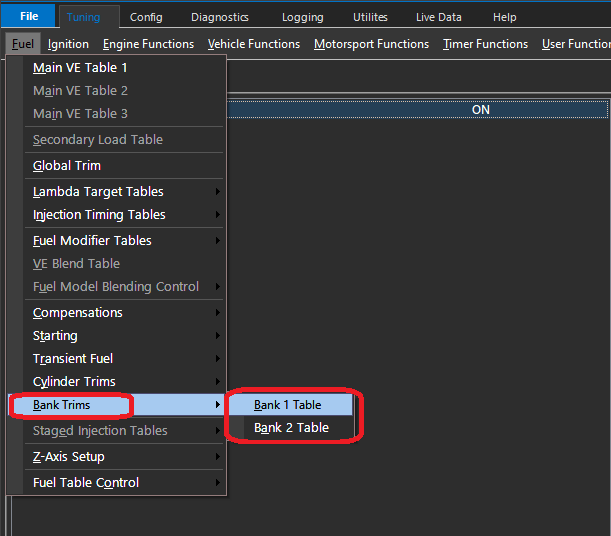 File Tuning Config Diagnostics Logging Utilites Live Data Help
Fuel Ignition Engine Functions Vehicle Functions Motorsport Functions Timer Functions User Function
ON
Main VE Table 1
Main VE Table 2
Main VE Table 3
Secondary Load Table
Global Trim
Lambda Target Tables
Injection Timing Tables
Fuel Modifier Tables
VE Blend Table
Fuel Model Blending Control
Compensations
Starting
Transient Fuel
Cylinder Trims
Bank Trims
Staged Injection Tables
Z-Axis Setup
Fuel Table Control
Bank 1 Table
Bank 2 Table